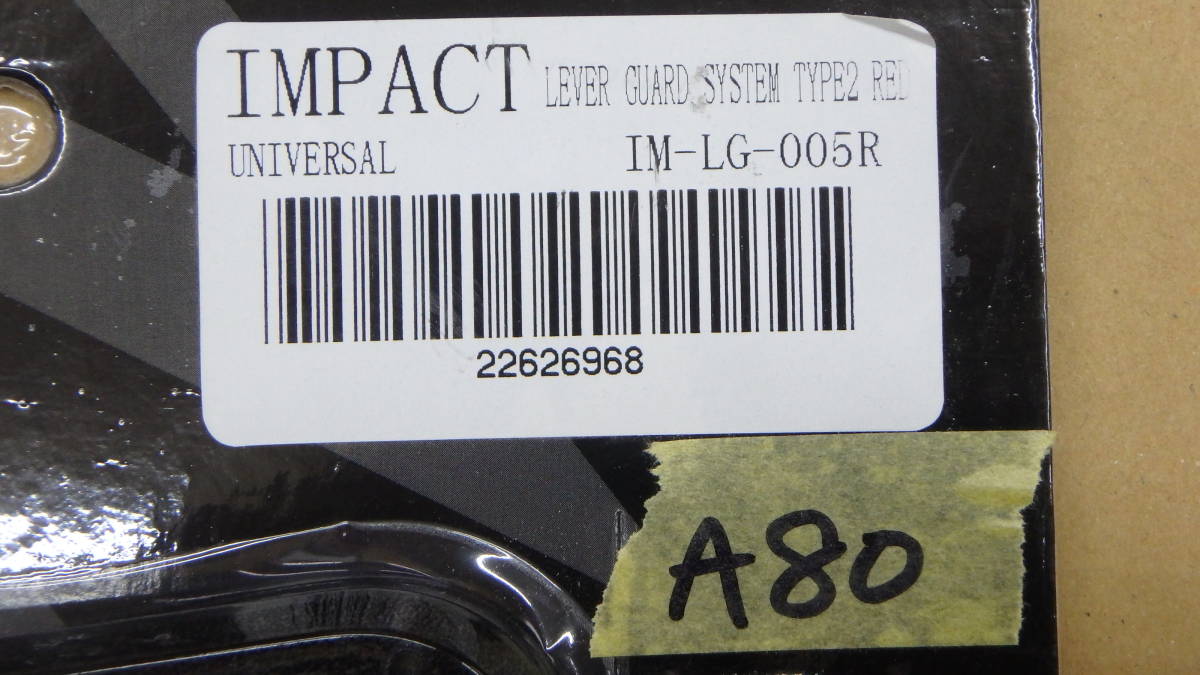 IMPACT LEVER GUARD SYSTEM TYPE2 RED
UNIVERSAL IM-LG-005R
22626968
A80